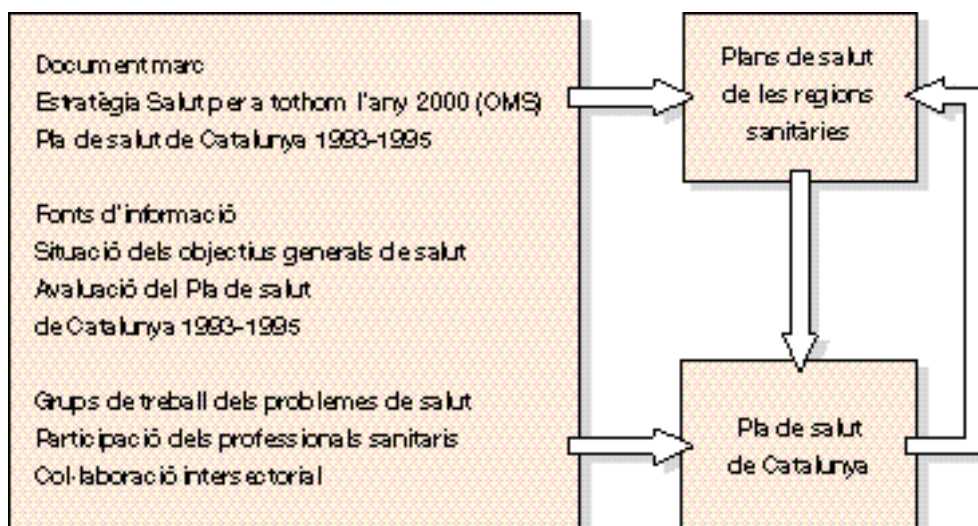 Document marc
Estratègia Salut per a tothom l'any 2000 (OMS)
Pla de salut de Catalunya 1993-1995
Fonts d'informació
Situació dels objectius generals de salut
Avaluació del Pla de salut
de Catalunya 1993-1995
Grups de treball dels problemes de salut
Participació dels professionals sanitaris
Col·laboració intersectorial
Plans de salut
de les regions
sanitàries
Pla de salut
de Catalunya